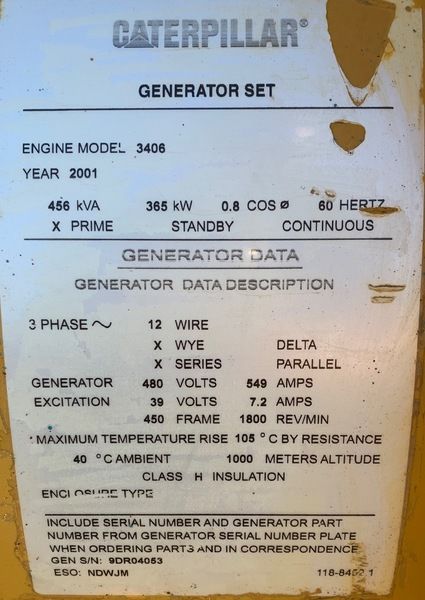 CATERPILLAR®
GENERATOR SET
ENGINE MODEL 3406
YEAR 2001
456 kVA 365 kW 0.8 COS Ø 60 HERTZ
X PRIME STANDBY CONTINUOUS
GENERATOR DATA
GENERATOR DATA DESCRIPTION
3 PHASE ~ 12 WIRE
X WYE DELTA
X SERIES PARALLEL
GENERATOR 480 VOLTS 549 AMPS
EXCITATION 39 VOLTS 7.2 AMPS
450 FRAME 1800 REV/MIN
MAXIMUM TEMPERATURE RISE 105 °C BY RESISTANCE
40 °C AMBIENT 1000 METERS ALTITUDE
CLASS H INSULATION
ENCLOSURE TYPE
INCLUDE SERIAL NUMBER AND GENERATOR PART
NUMBER FROM GENERATOR SERIAL NUMBER PLATE
WHEN ORDERING PARTS AND IN CORRESPONDENCE
GEN S/N: 9DR04053
ESO: NDWJM